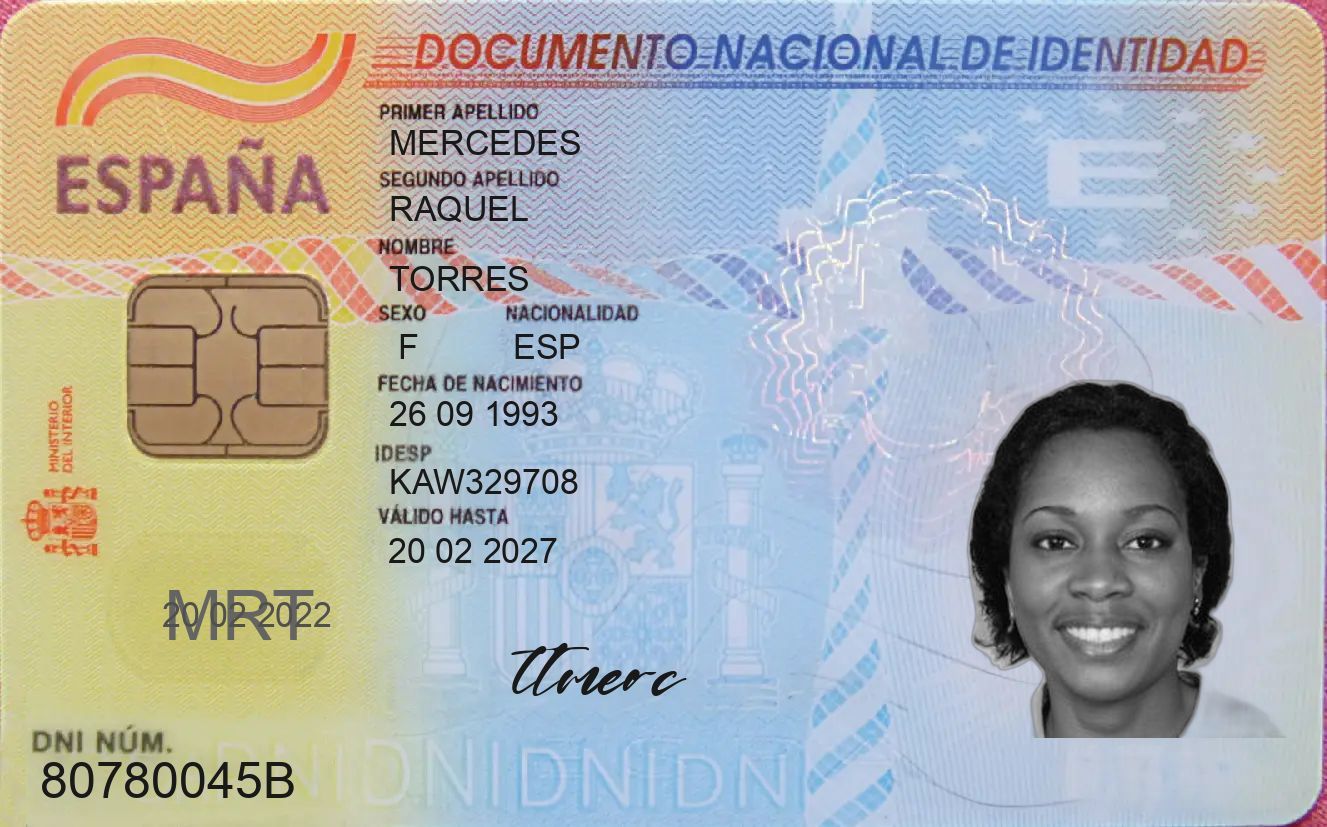 DOCUMENTO NACIONAL DE IDENTIDAD
ESPAÑA
PRIMER APELLIDO
MERCEDES
SEGUNDO APELLIDO
RAQUEL
NOMBRE
TORRES
SEXO NACIONALIDAD
F ESP
FECHA DE NACIMIENTO
26 09 1993
IDESP
KAW329708
VÁLIDO HASTA
20 02 2027
MINISTERIO
DEL INTERIOR
E
MRT
20 02 2022
ttmerc
DNI NÚM.
80780045B
DNIDNIDNIDNI